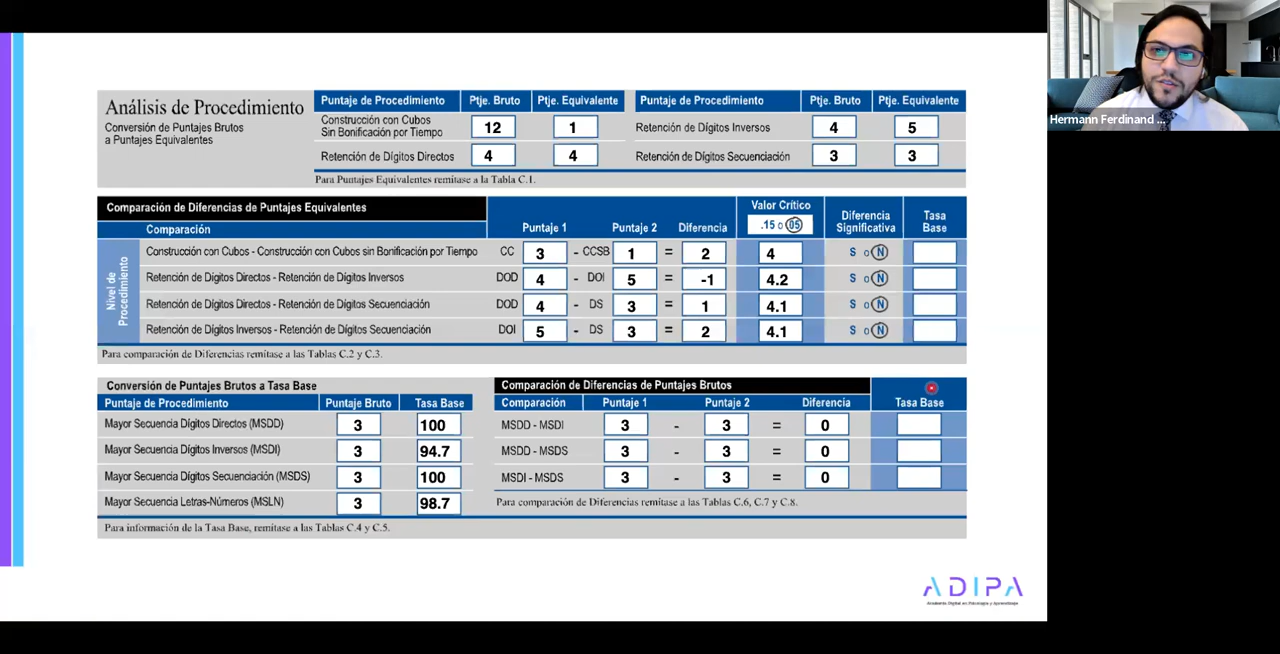 Hermann Ferdinand ...
Análisis de Procedimiento
Conversión de Puntajes Brutos
a Puntajes Equivalentes
Puntaje de Procedimiento Ptje. Bruto Ptje. Equivalente
Construcción con Cubos
Sin Bonificación por Tiempo 12 1
Retención de Dígitos Directos 4 4
Puntaje de Procedimiento Ptje. Bruto Ptje. Equivalente
Retención de Dígitos Inversos 4 5
Retención de Dígitos Secuenciación 3 3
Para Puntajes Equivalentes remítase a la Tabla C.1.
Comparación de Diferencias de Puntajes Equivalentes
Comparación Puntaje 1 Puntaje 2 Diferencia
Valor Crítico
.15 o .05
Diferencia
Significativa
Tasa
Base
Nivel de
Procedimiento
Construcción con Cubos - Construcción con Cubos sin Bonificación por Tiempo CC 3 - CCSB 1 = 2 4 S o N
Retención de Dígitos Directos - Retención de Dígitos Inversos DOD 4 - DOI 5 = -1 4.2 S o N
Retención de Dígitos Directos - Retención de Dígitos Secuenciación DOD 4 - DS 3 = 1 4.1 S o N
Retención de Dígitos Inversos - Retención de Dígitos Secuenciación DOI 5 - DS 3 = 2 4.1 S o N
Para comparación de Diferencias remítase a las Tablas C.2 y C.3.
Conversión de Puntajes Brutos a Tasa Base
Puntaje de Procedimiento Puntaje Bruto Tasa Base
Mayor Secuencia Dígitos Directos (MSDD) 3 100
Mayor Secuencia Dígitos Inversos (MSDI) 3 94.7
Mayor Secuencia Dígitos Secuenciación (MSDS) 3 100
Mayor Secuencia Letras-Números (MSLN) 3 98.7
Para información de la Tasa Base, remítase a las Tablas C.4 y C.5.
Comparación de Diferencias de Puntajes Brutos
Comparación Puntaje 1 Puntaje 2 Diferencia Tasa Base
MSDD - MSDI 3 - 3 = 0
MSDD - MSDS 3 - 3 = 0
MSDI - MSDS 3 - 3 = 0
Para comparación de Diferencias remítase a las Tablas C.6, C.7 y C.8.
ADIPA
Academia Digital en Psicología y Aprendizaje